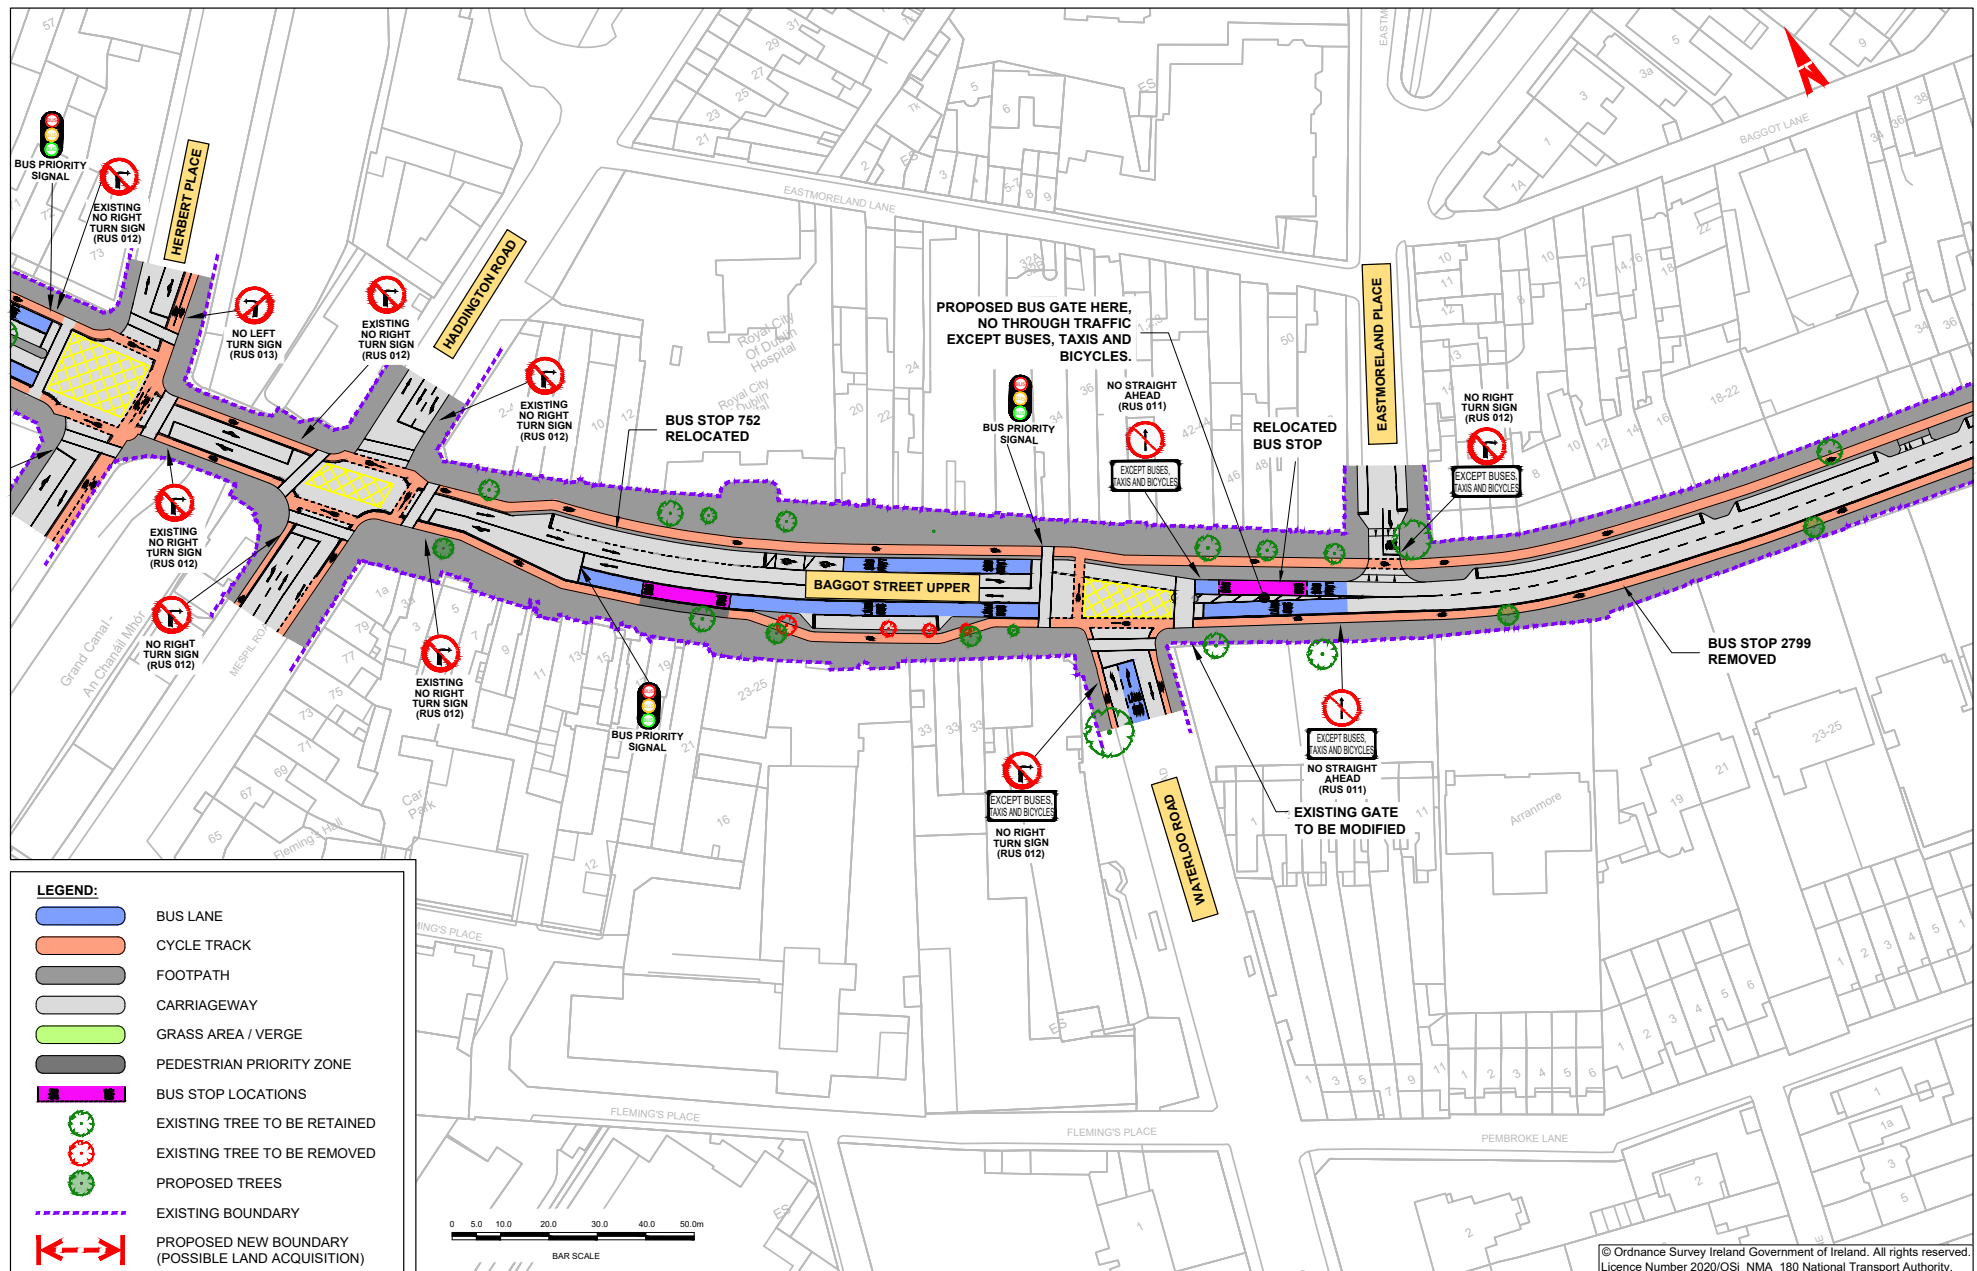 BUS PRIORITY
SIGNAL
EXISTING
NO RIGHT
TURN SIGN
(RUS 012)
HERBERT PLACE
NO LEFT
TURN SIGN
(RUS 013)
EXISTING
NO RIGHT
TURN SIGN
(RUS 012)
HADDINGTON ROAD
EXISTING
NO RIGHT
TURN SIGN
(RUS 012)
BUS STOP 752
RELOCATED
EASTMORELAND LANE
Royal City
Of Dublin
Hospital
PROPOSED BUS GATE HERE,
NO THROUGH TRAFFIC
EXCEPT BUSES, TAXIS AND
BICYCLES.
BUS PRIORITY
SIGNAL
NO STRAIGHT
AHEAD
(RUS 011)
EXCEPT BUSES,
TAXIS AND BICYCLES
RELOCATED
BUS STOP
EASTMORELAND PLACE
NO RIGHT
TURN SIGN
(RUS 012)
EXCEPT BUSES,
TAXIS AND BICYCLES
BAGGOT LANE
BAGGOT STREET UPPER
EXISTING
NO RIGHT
TURN SIGN
(RUS 012)
NO RIGHT
TURN SIGN
(RUS 012)
Grand Canal -
An Chanáil Mhór
EXISTING
NO RIGHT
TURN SIGN
(RUS 012)
BUS PRIORITY
SIGNAL
Car
Park
Fleming's Hall
EXCEPT BUSES,
TAXIS AND BICYCLES
NO RIGHT
TURN SIGN
(RUS 012)
WATERLOO ROAD
EXCEPT BUSES,
TAXIS AND BICYCLES
NO STRAIGHT
AHEAD
(RUS 011)
EXISTING GATE
TO BE MODIFIED
BUS STOP 2799
REMOVED
Arranmore
FLEMING'S PLACE
FLEMING'S PLACE
PEMBROKE LANE
LEGEND:
BUS LANE
CYCLE TRACK
FOOTPATH
CARRIAGEWAY
GRASS AREA / VERGE
PEDESTRIAN PRIORITY ZONE
BUS STOP LOCATIONS
EXISTING TREE TO BE RETAINED
EXISTING TREE TO BE REMOVED
PROPOSED TREES
EXISTING BOUNDARY
PROPOSED NEW BOUNDARY
(POSSIBLE LAND ACQUISITION)
0 5.0 10.0 20.0 30.0 40.0 50.0m
BAR SCALE
© Ordnance Survey Ireland Government of Ireland. All rights reserved.
Licence Number 2020/OSi_NMA_180 National Transport Authority.